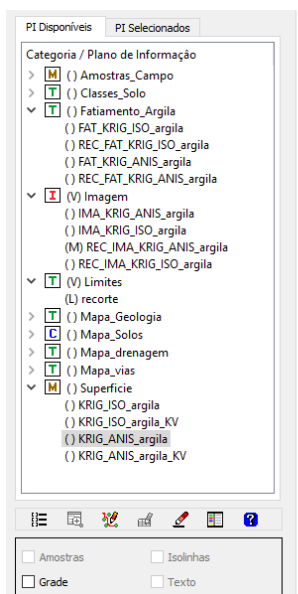 PI Disponíveis PI Selecionados
Categoria / Plano de Informação
M ( ) Amostras_Campo
T ( ) Classes_Solo
T ( ) Fatiamento_Argila
( ) FAT_KRIG_ISO_argila
( ) REC_FAT_KRIG_ISO_argila
( ) FAT_KRIG_ANIS_argila
( ) REC_FAT_KRIG_ANIS_argila
I (V) Imagem
( ) IMA_KRIG_ANIS_argila
( ) IMA_KRIG_ISO_argila
(M) REC_IMA_KRIG_ANIS_argila
( ) REC_IMA_KRIG_ISO_argila
T (V) Limites
(L) recorte
T ( ) Mapa_Geologia
C ( ) Mapa_Solos
T ( ) Mapa_drenagem
T ( ) Mapa_vias
M ( ) Superficie
( ) KRIG_ISO_argila
( ) KRIG_ISO_argila_KV
( ) KRIG_ANIS_argila
( ) KRIG_ANIS_argila_KV
?
Amostras Isolinhas
Grade Texto